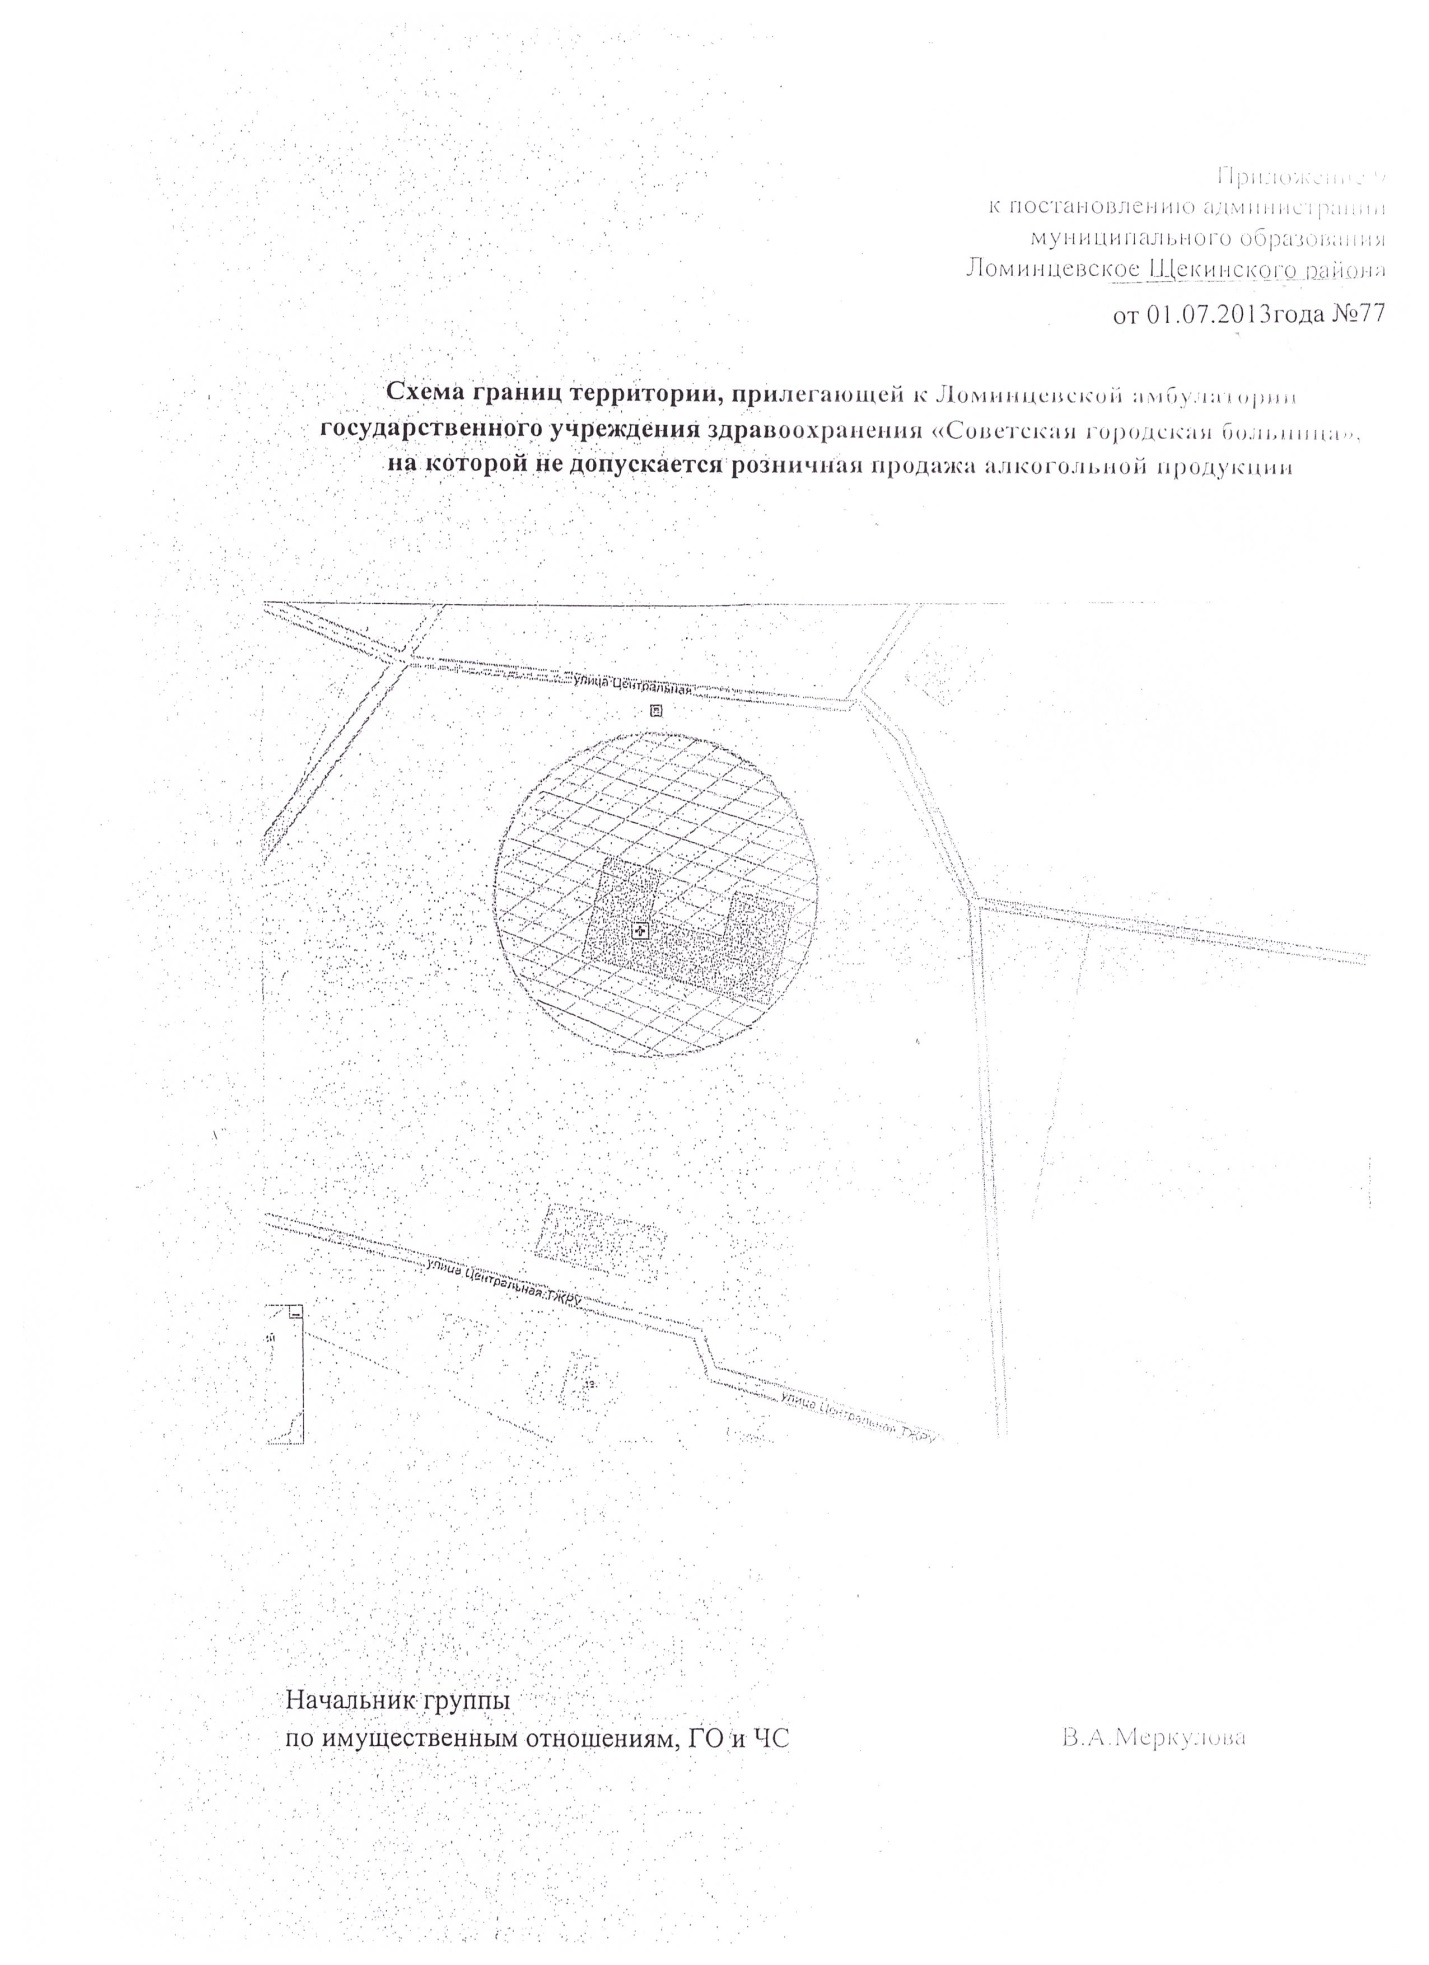 Приложение 9
к постановлению администрации
муниципального образования
Ломинцевское Щекинского района
от 01.07.2013года №77
Схема границ территории, прилегающей к Ломинцевской амбулатории
государственного учреждения здравоохранения «Советская городская больница»,
на которой не допускается розничная продажа алкогольной продукции
улица Центральная
улица Центральная ТЖРУ
19
улица Центральная ТЖРУ
Начальник группы
по имущественным отношениям, ГО и ЧС
В.А.Меркулова